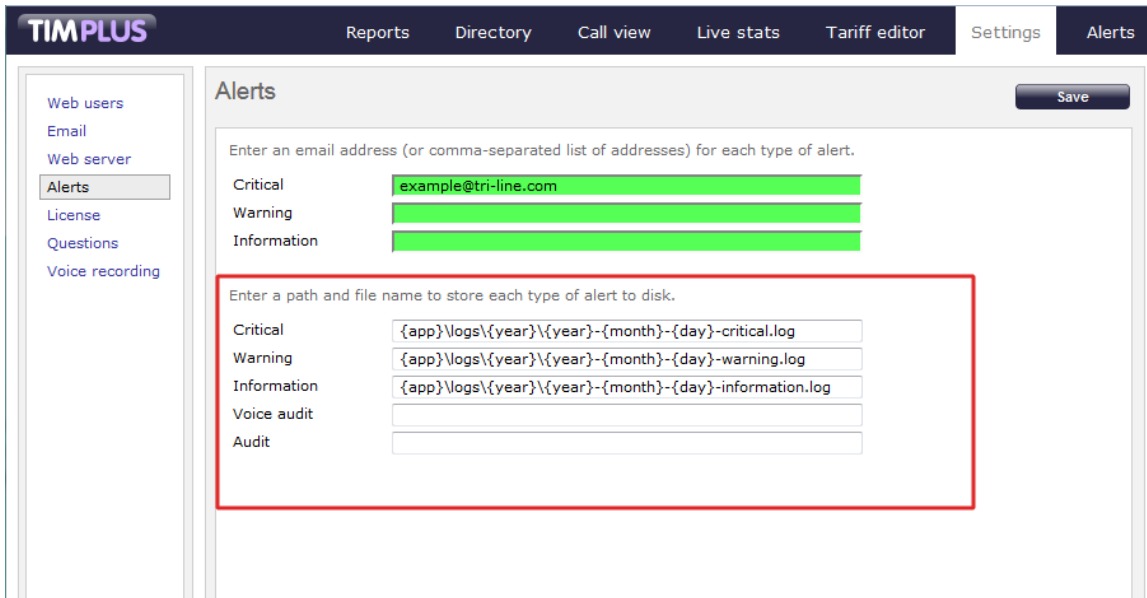 TIMPLUS
Reports Directory Call view Live stats Tariff editor Settings Alerts
Web users
Email
Web server
Alerts
License
Questions
Voice recording
Alerts
Save
Enter an email address (or comma-separated list of addresses) for each type of alert.
Critical example@tri-line.com
Warning
Information
Enter a path and file name to store each type of alert to disk.
Critical {app}\logs\{year}\{year}-{month}-{day}-critical.log
Warning {app}\logs\{year}\{year}-{month}-{day}-warning.log
Information {app}\logs\{year}\{year}-{month}-{day}-information.log
Voice audit
Audit